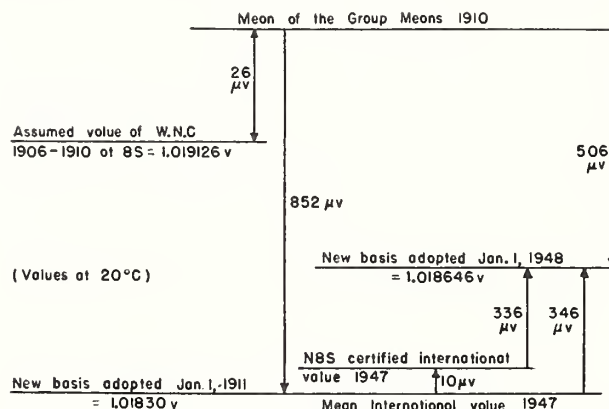 Mean of the Group Means 1910
26
μv
Assumed value of W.N.C
1906-1910 at 8S = 1.019126 v
506
μv
852 μv
(Values at 20°C)
New basis adopted Jan. 1, 1948
= 1.018646 v
336
μv
346
μv
N8S certified international
value 1947
10μv
New basis adopted Jan. 1,-1911
= 1.01830 v
Mean International value 1947